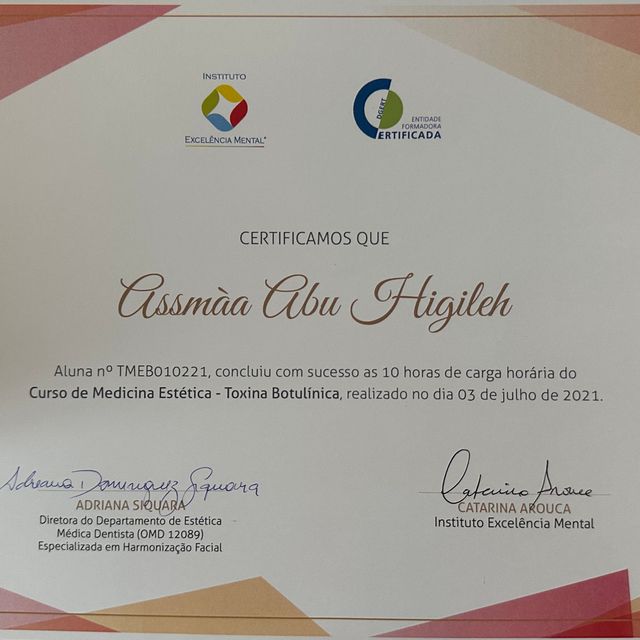 INSTITUTO
EXCELÊNCIA MENTAL
DGERT
ENTIDADE
FORMADORA
CERTIFICADA
CERTIFICAMOS QUE
Assmàa Abu Higileh
Aluna nº TMEB010221, concluiu com sucesso as 10 horas de carga horária do
Curso de Medicina Estética - Toxina Botulínica, realizado no dia 03 de julho de 2021.
Adriana Dominguez Siquara
ADRIANA SIQUARA
Diretora do Departamento de Estética
Médica Dentista (OMD 12089)
Especializada em Harmonização Facial
Catarina Arouca
CATARINA AROUCA
Instituto Excelência Mental